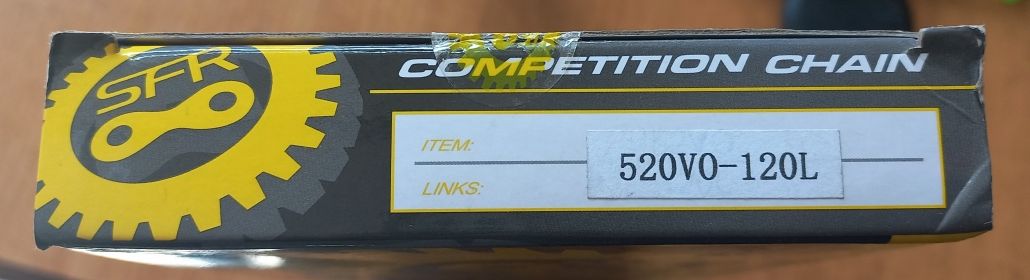 SFR
COMPETITION CHAIN
ITEM:
520VO-120L
LINKS: